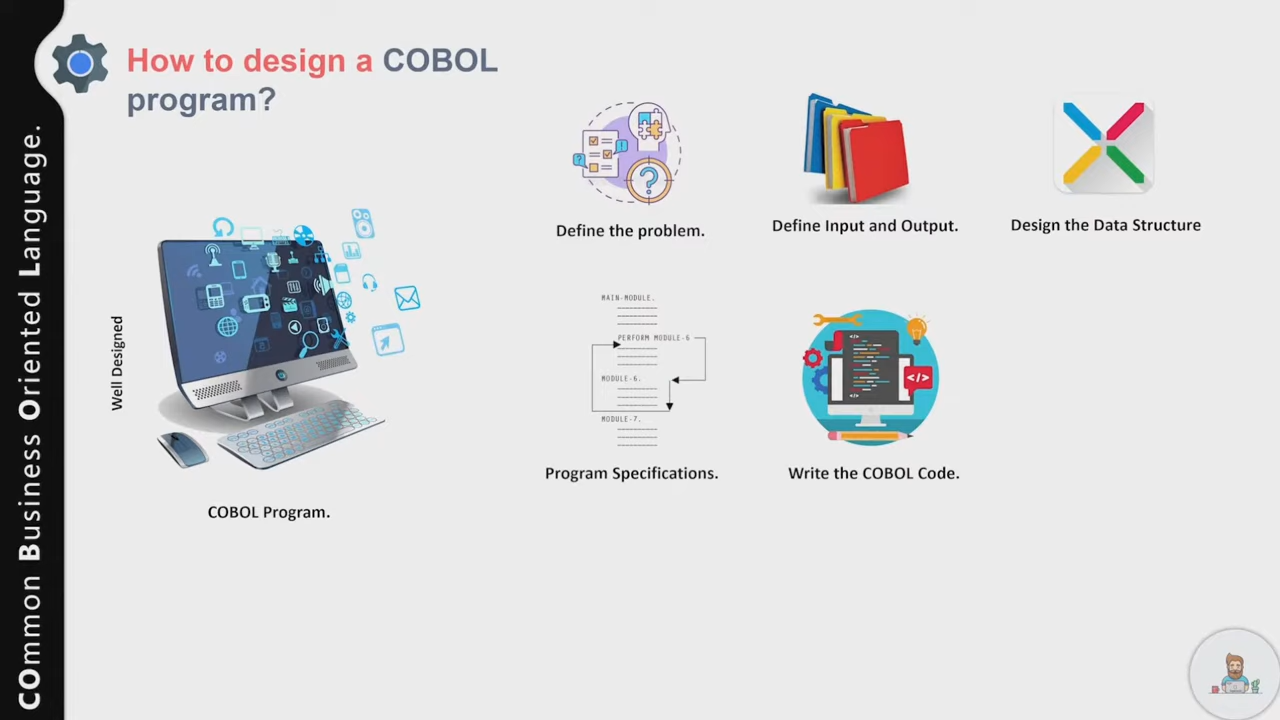 How to design a COBOL
program?
COmmon Business Oriented Language.
Well Designed
COBOL Program.
Define the problem.
Define Input and Output.
Design the Data Structure
MAIN-MODULE.
PERFORM MODULE-6
MODULE-6.
MODULE-7.
Program Specifications.
</>
</>
</>
Write the COBOL Code.